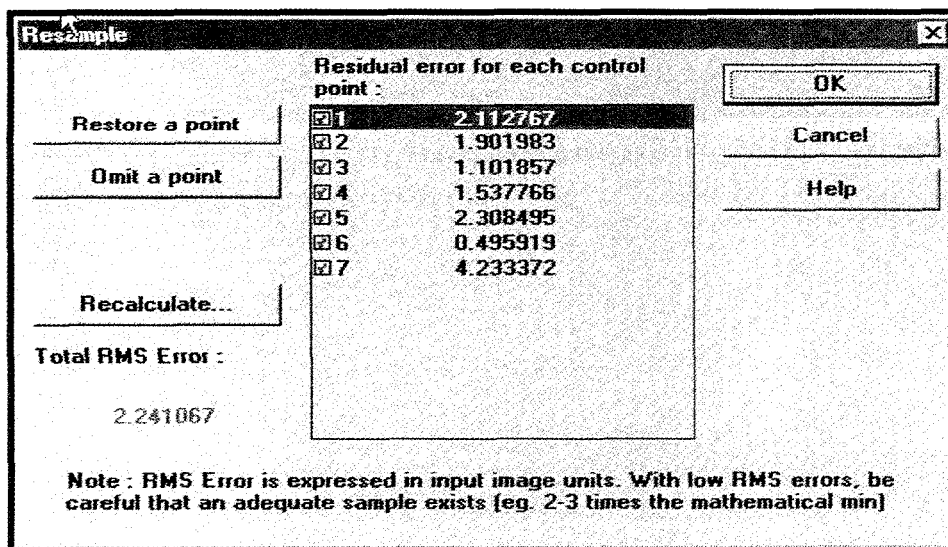 Resample
Residual error for each control
point :
OK
Restore a point
Cancel
Omit a point
Help
1 2.112767
2 1.901983
3 1.101857
4 1.537766
5 2.308495
6 0.495919
7 4.233372
Recalculate...
Total RMS Error :
2.241067
Note : RMS Error is expressed in input image units. With low RMS errors, be
careful that an adequate sample exists (eg. 2-3 times the mathematical min)